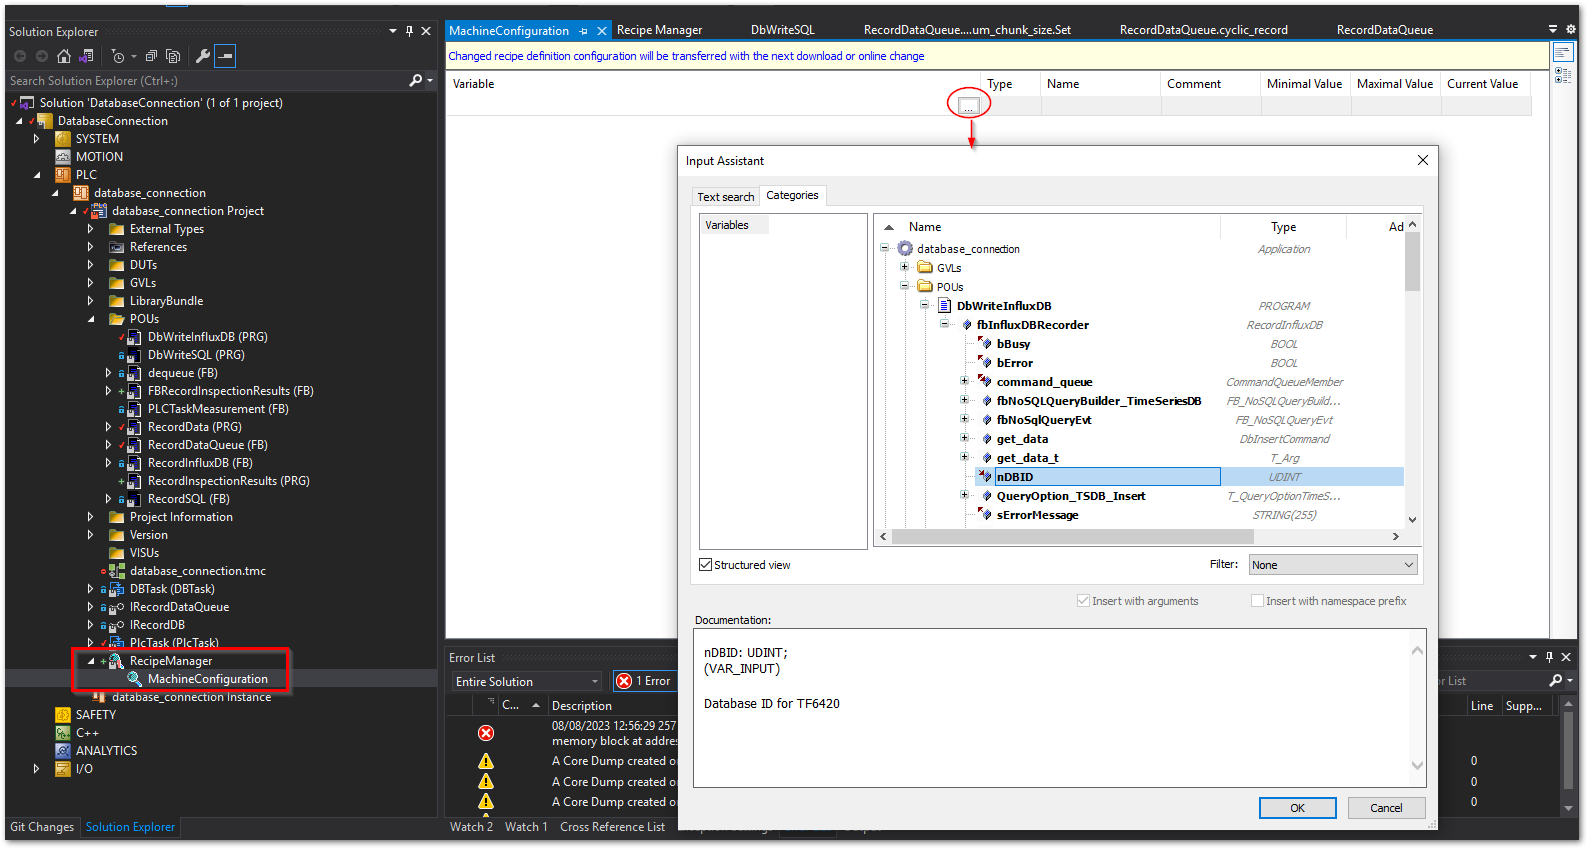 Solution Explorer
Search Solution Explorer (Ctrl+;)
Solution 'DatabaseConnection' (1 of 1 project)
DatabaseConnection
SYSTEM
MOTION
PLC
database_connection
database_connection Project
External Types
References
DUTs
GVLs
LibraryBundle
POUs
DbWriteInfluxDB (PRG)
DbWriteSQL (PRG)
dequeue (FB)
FBRecordInspectionResults (FB)
PLCTaskMeasurement (FB)
RecordData (PRG)
RecordDataQueue (FB)
RecordInfluxDB (FB)
RecordInspectionResults (PRG)
RecordSQL (FB)
Project Information
Version
VISUs
database_connection.tmc
DBTask (DBTask)
IRecordDataQueue
IRecordDB
PlcTask (PlcTask)
RecipeManager
MachineConfiguration
database_connection Instance
SAFETY
C++
ANALYTICS
I/O
Git Changes Solution Explorer
MachineConfiguration Recipe Manager DbWriteSQL RecordDataQueue....um_chunk_size.Set RecordDataQueue.cyclic_record RecordDataQueue
Changed recipe definition configuration will be transferred with the next download or online change
Variable Type Name Comment Minimal Value Maximal Value Current Value
...
Input Assistant
Text search Categories
Variables
Name Type Ad
database_connection Application
GVLs
POUs
DbWriteInfluxDB PROGRAM
fbInfluxDBRecorder RecordInfluxDB
bBusy BOOL
bError BOOL
command_queue CommandQueueMember
fbNoSQLQueryBuilder_TimeSeriesDB FB_NoSQLQueryBuild...
fbNoSqlQueryEvt FB_NoSQLQueryEvt
get_data DbInsertCommand
get_data_t T_Arg
nDBID UDINT
QueryOption_TSDB_Insert T_QueryOptionTimeS...
sErrorMessage STRING(255)
Structured view
Filter: None
Insert with arguments Insert with namespace prefix
Documentation:
nDBID: UDINT;
(VAR_INPUT)
Database ID for TF6420
OK Cancel
Error List
Entire Solution 1 Error
C... Description Line Supp...
08/08/2023 12:56:29 257
memory block at addre
A Core Dump created o 0
A Core Dump created o 0
A Core Dump created o 0
Watch 2 Watch 1 Cross Reference List